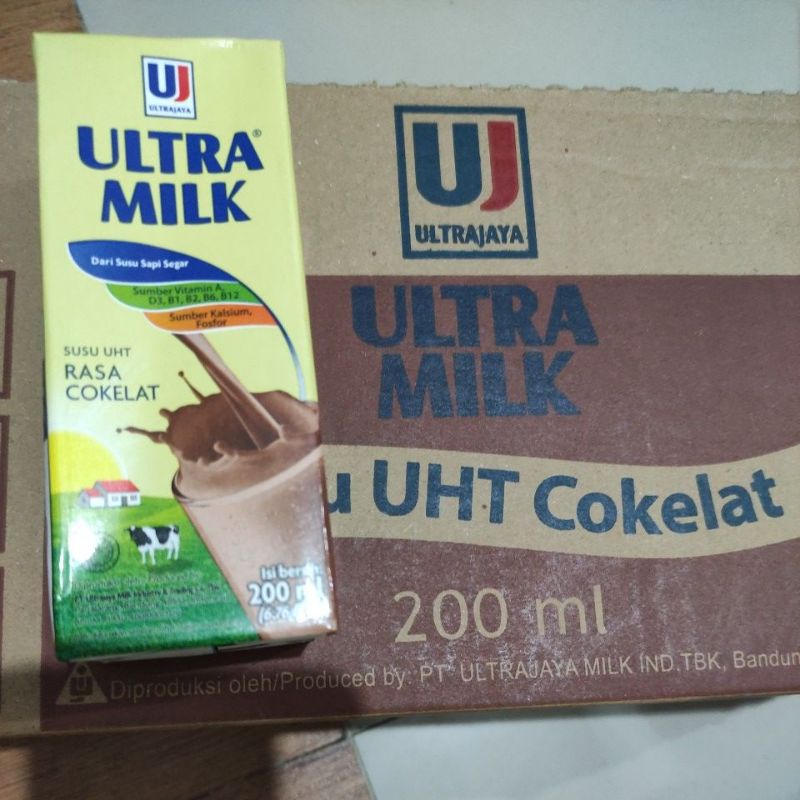 UJ
ULTRAJAYA
ULTRA®
MILK
Dari Susu Sapi Segar
Sumber Vitamin A,
D3, B1, B2, B6, B12
Sumber Kalsium,
Fosfor
SUSU UHT
RASA
COKELAT
Isi bersih
200 ml
UJ
ULTRAJAYA
ULTRA
MILK
UHT Cokelat
200 ml
Diproduksi oleh/Produced by: PT ULTRAJAYA MILK IND.TBK, Bandun